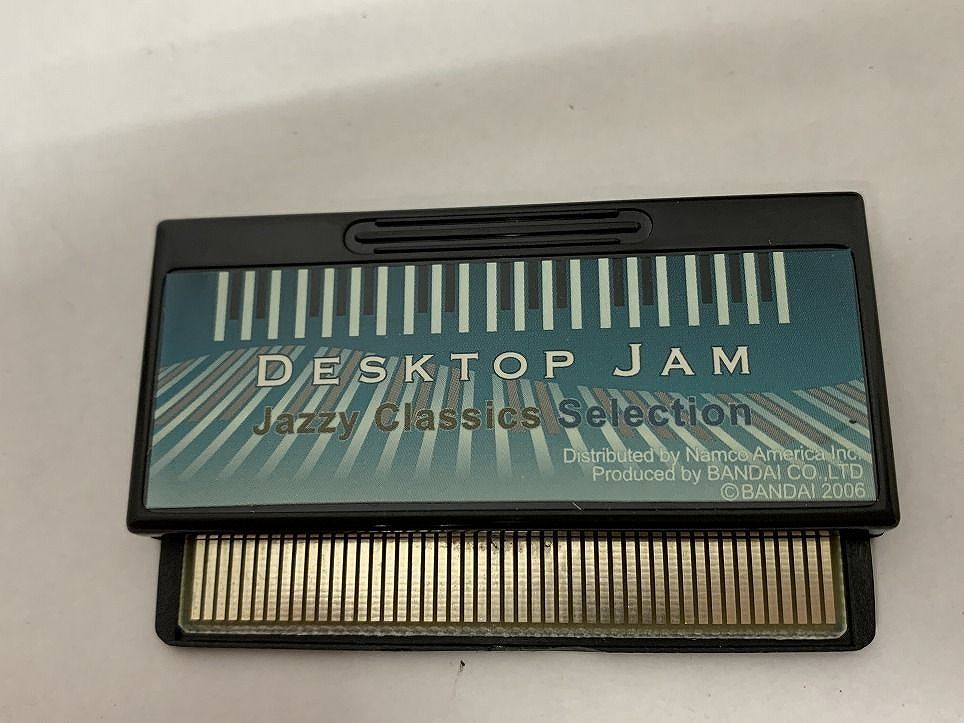 DESKTOP JAM
Jazzy Classics Selection
Distributed by Namco America Inc.
Produced by BANDAI CO.,LTD
©BANDAI 2006